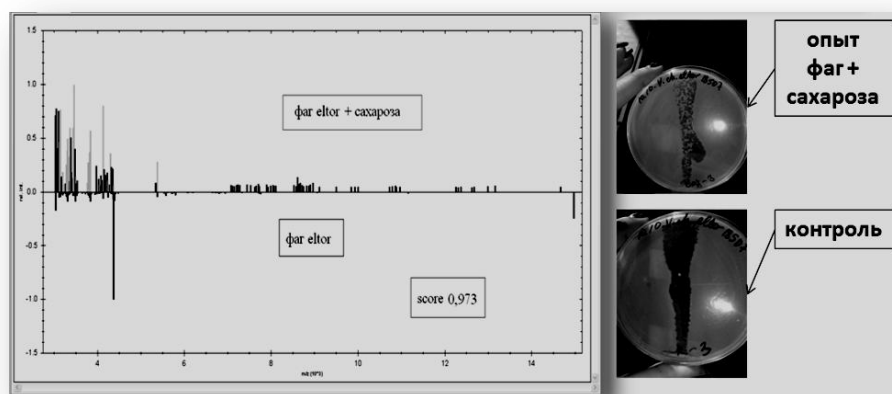 1.5
1.0
0.5
0.0
-0.5
-1.0
-1.5
4
6
8
10
12
14
фаг eltor + сахароза
фаг eltor
score 0,973
опыт
фаг +
сахароза
контроль